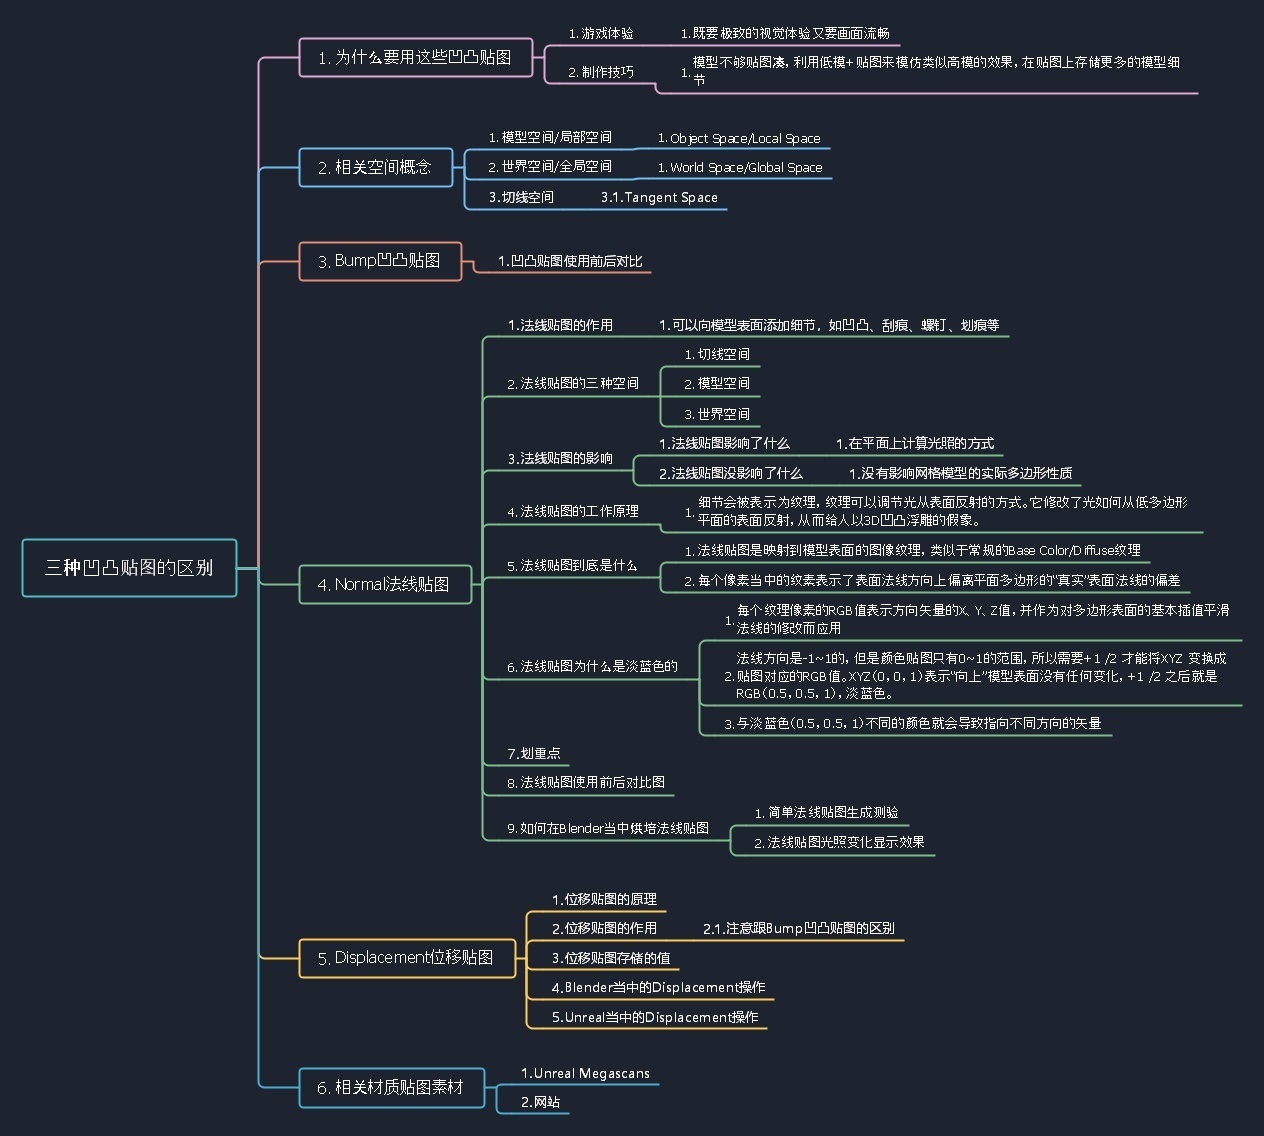 三种凹凸贴图的区别
1. 为什么要用这些凹凸贴图
1. 游戏体验
1. 既要极致的视觉体验又要画面流畅
2. 制作技巧
1. 模型不够贴图凑, 利用低模+贴图来模仿类似高模的效果, 在贴图上存储更多的模型细
节
2. 相关空间概念
1. 模型空间/局部空间
1. Object Space/Local Space
2. 世界空间/全局空间
1. World Space/Global Space
3. 切线空间
3.1. Tangent Space
3. Bump凹凸贴图
1. 凹凸贴图使用前后对比
4. Normal法线贴图
1. 法线贴图的作用
1. 可以向模型表面添加细节, 如凹凸、刮痕、螺钉、划痕等
2. 法线贴图的三种空间
1. 切线空间
2. 模型空间
3. 世界空间
3. 法线贴图的影响
1. 法线贴图影响了什么
1. 在平面上计算光照的方式
2. 法线贴图没影响了什么
1. 没有影响网格模型的实际多边形性质
4. 法线贴图的工作原理
1. 细节会被表示为纹理, 纹理可以调节光从表面反射的方式。它修改了光如何从低多边形
平面的表面反射, 从而给人以3D凹凸浮雕的假象。
5. 法线贴图到底是什么
1. 法线贴图是映射到模型表面的图像纹理, 类似于常规的Base Color/Diffuse纹理
2. 每个像素当中的纹素表示了表面法线方向上偏离平面多边形的“真实”表面法线的偏差
6. 法线贴图为什么是淡蓝色的
1. 每个纹理像素的RGB值表示方向矢量的X、Y、Z值, 并作为对多边形表面的基本插值平滑
法线的修改而应用
2. 法线方向是-1~1的, 但是颜色贴图只有0~1的范围, 所以需要+1 /2 才能将XYZ 变换成
贴图对应的RGB值。XYZ(0, 0, 1)表示“向上”模型表面没有任何变化, +1 /2 之后就是
RGB(0.5, 0.5, 1), 淡蓝色。
3. 与淡蓝色(0.5, 0.5, 1)不同的颜色就会导致指向不同方向的矢量
7. 划重点
8. 法线贴图使用前后对比图
9. 如何在Blender当中烘培法线贴图
1. 简单法线贴图生成测验
2. 法线贴图光照变化显示效果
5. Displacement位移贴图
1. 位移贴图的原理
2. 位移贴图的作用
2.1. 注意跟Bump凹凸贴图的区别
3. 位移贴图存储的值
4. Blender当中的Displacement操作
5. Unreal当中的Displacement操作
6. 相关材质贴图素材
1. Unreal Megascans
2. 网站